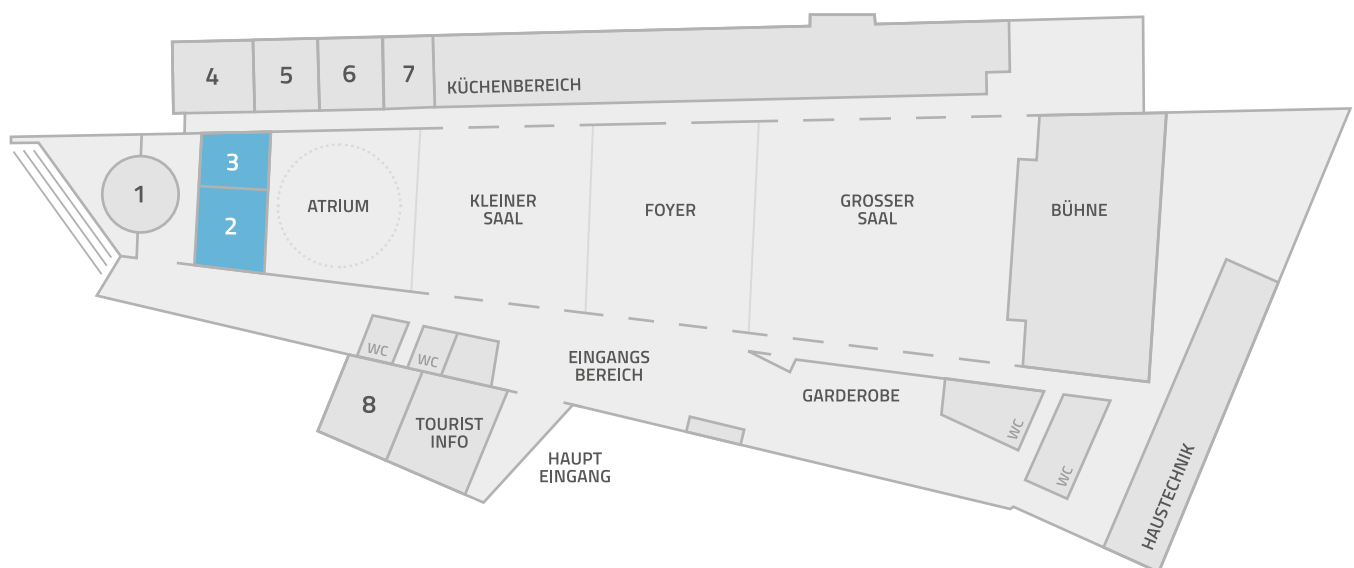 4
5
6
7
KÜCHENBEREICH
3
1
2
ATRIUM
KLEINER
SAAL
FOYER
GROSSER
SAAL
BÜHNE
WC
WC
EINGANGS
BEREICH
8
TOURIST
INFO
GARDEROBE
WC
WC
HAUPT
EINGANG
HAUSTECHNIK